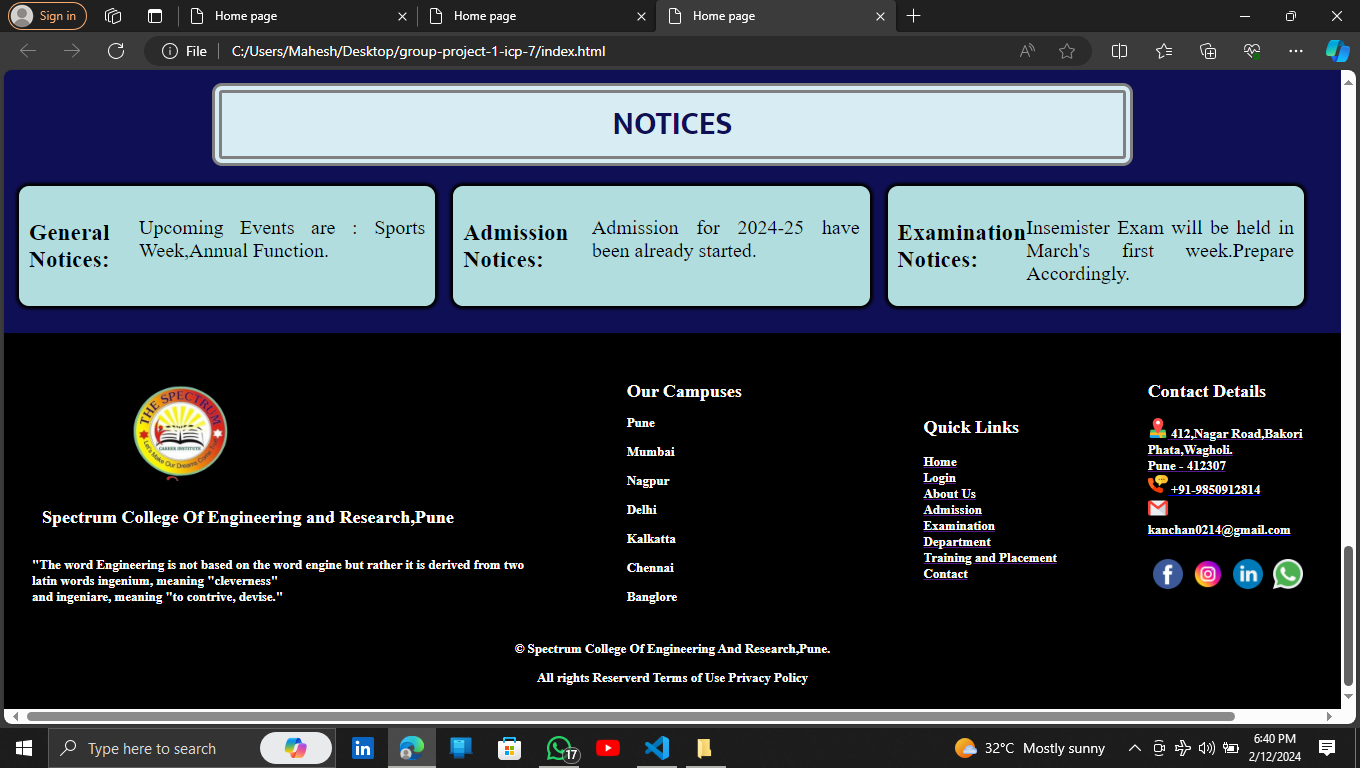 Sign in
Home page
Home page
Home page
File
C:/Users/Mahesh/Desktop/group-project-1-icp-7/index.html
NOTICES
General
Notices:
Upcoming Events are : Sports
Week,Annual Function.
Admission
Notices:
Admission for 2024-25 have
been already started.
Examination
Notices:
Insemister Exam will be held in
March's first week.Prepare
Accordingly.
THE SPECTRUM
CAREER INSTITUTE
Spectrum College Of Engineering and Research,Pune
"The word Engineering is not based on the word engine but rather it is derived from two
latin words ingenium, meaning "cleverness"
and ingeniare, meaning "to contrive, devise."
Our Campuses
Pune
Mumbai
Nagpur
Delhi
Kalkatta
Chennai
Banglore
Quick Links
Home
Login
About Us
Admission
Examination
Department
Training and Placement
Contact
Contact Details
412,Nagar Road,Bakori
Phata,Wagholi.
Pune - 412307
+91-9850912814
kanchan0214@gmail.com
© Spectrum College Of Engineering And Research,Pune.
All rights Reserverd Terms of Use Privacy Policy
Type here to search
17
32°C Mostly sunny
6:40 PM
2/12/2024